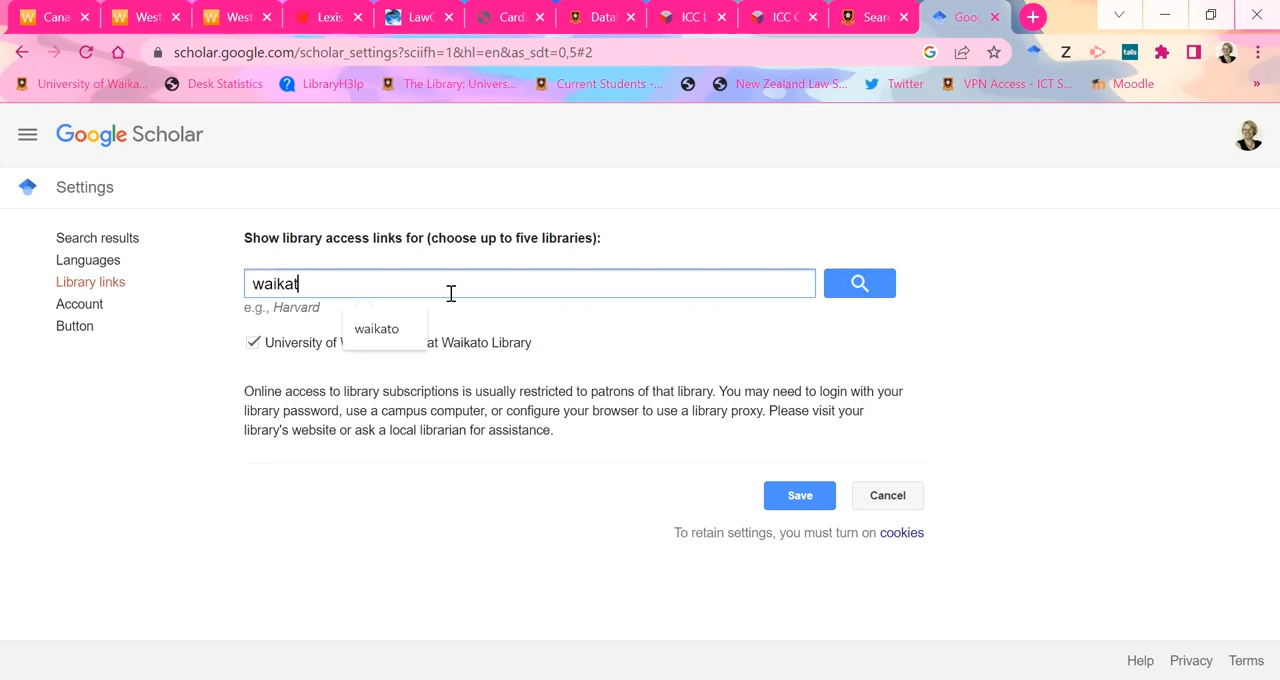 Cana West West Lexis LawC Cardi Datal ICC L ICC C Sear Goog
scholar.google.com/scholar_settings?sciifh=1&hl=en&as_sdt=0,5#2
University of Waika... Desk Statistics LibraryH3lp The Library: Univers... Current Students -... New Zealand Law S... Twitter VPN Access - ICT S... Moodle »
Google Scholar
Settings
Search results
Languages
Library links
Account
Button
Show library access links for (choose up to five libraries):
waikat
e.g., Harvard
waikato
University of W at Waikato Library
Online access to library subscriptions is usually restricted to patrons of that library. You may need to login with your
library password, use a campus computer, or configure your browser to use a library proxy. Please visit your
library's website or ask a local librarian for assistance.
Save Cancel
To retain settings, you must turn on cookies
Help Privacy Terms